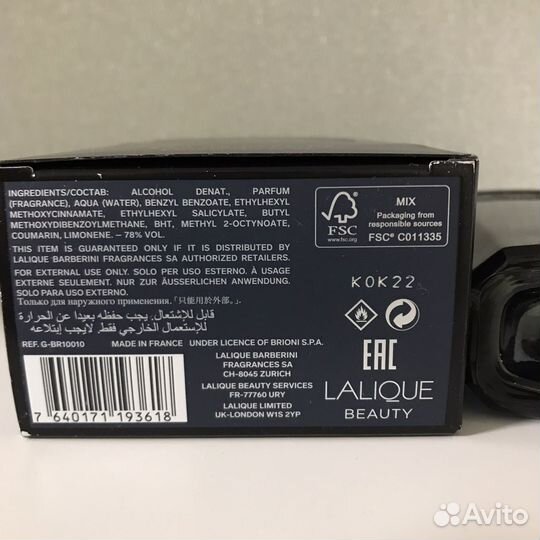 INGREDIENTS/СОСТАВ: ALCOHOL DENAT., PARFUM
(FRAGRANCE), AQUA (WATER), BENZYL BENZOATE, ETHYLHEXYL
METHOXYCINNAMATE, ETHYLHEXYL SALICYLATE, BUTYL
METHOXYDIBENZOYLMETHANE, BHT, METHYL 2-OCTYNOATE,
COUMARIN, LIMONENE. – 78% VOL.
THIS ITEM IS GUARANTEED ONLY IF IT IS DISTRIBUTED BY
LALIQUE BARBERINI FRAGRANCES SA AUTHORIZED RETAILERS.
FOR EXTERNAL USE ONLY. SOLO PER USO ESTERNO. À USAGE
EXTERNE SEULEMENT. NUR ZUR ÄUSSERLICHEN ANWENDUNG.
SOLO PARA USO EXTERNO.
Только для наружного применения. 「只能用於外部。」
قابل للإشتعال. يجب حفظه بعيدا عن الحرارة
للإستعمال الخارجي فقط. لايجب إبتلاعه
REF. G-BR10010 MADE IN FRANCE UNDER LICENCE OF BRIONI S.P.A.
LALIQUE BARBERINI
FRAGRANCES SA
CH-8045 ZURICH
LALIQUE BEAUTY SERVICES
FR-77760 URY
LALIQUE LIMITED
UK-LONDON W1S 2YP
7 640171 193618
FSC
www.fsc.org
MIX
Packaging from
responsible sources
FSC® C011335
K0K22
EAC
LALIQUE
BEAUTY
Avito